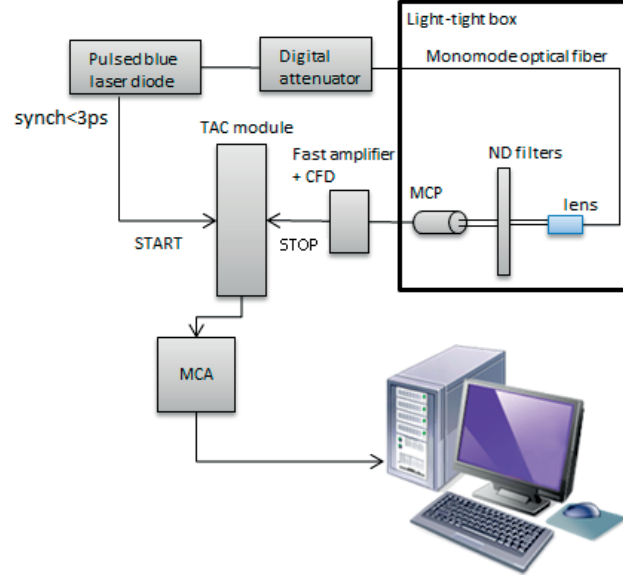 Light-tight box
Pulsed blue
laser diode
Digital
attenuator
Monomode optical fiber
synch<3ps
TAC module
Fast amplifier
+ CFD
ND filters
MCP
lens
START
STOP
MCA